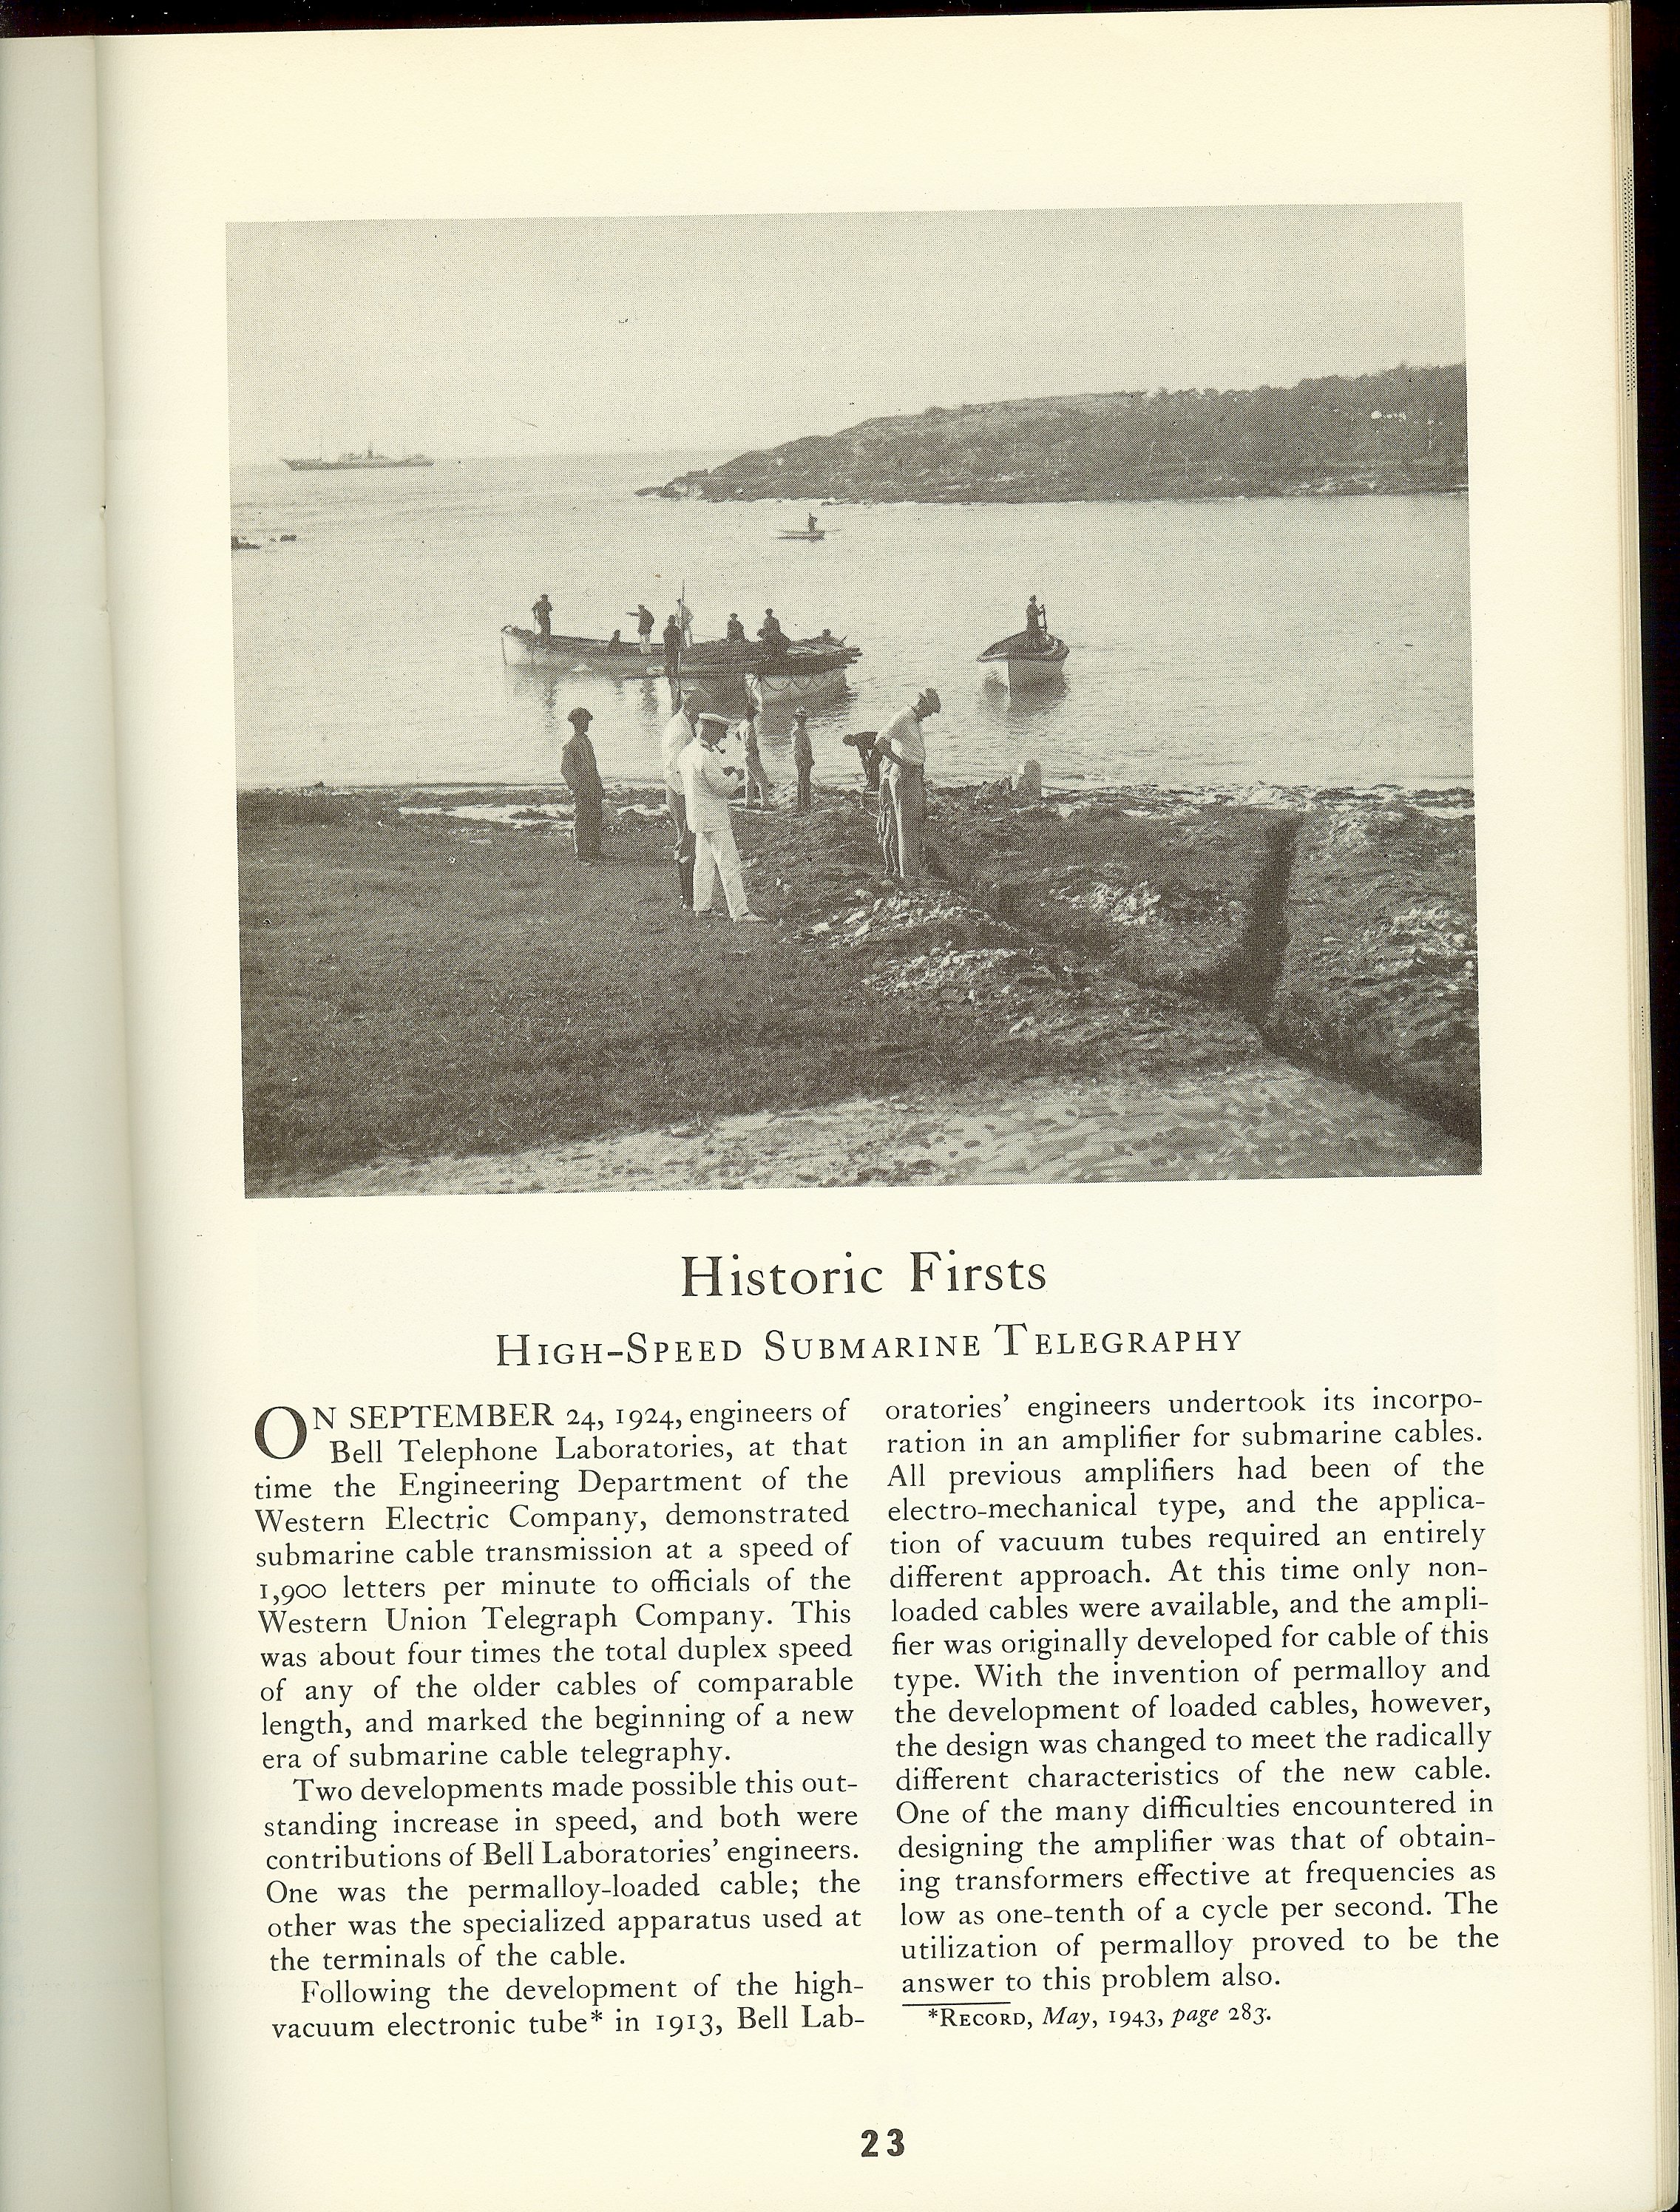 Historic Firsts
HIGH-SPEED SUBMARINE TELEGRAPHY
ON SEPTEMBER 24, 1924, engineers of
Bell Telephone Laboratories, at that
time the Engineering Department of the
Western Electric Company, demonstrated
submarine cable transmission at a speed of
1,900 letters per minute to officials of the
Western Union Telegraph Company. This
was about four times the total duplex speed
of any of the older cables of comparable
length, and marked the beginning of a new
era of submarine cable telegraphy.
Two developments made possible this out-
standing increase in speed, and both were
contributions of Bell Laboratories' engineers.
One was the permalloy-loaded cable; the
other was the specialized apparatus used at
the terminals of the cable.
Following the development of the high-
vacuum electronic tube* in 1913, Bell Lab-
oratories' engineers undertook its incorpo-
ration in an amplifier for submarine cables.
All previous amplifiers had been of the
electro-mechanical type, and the applica-
tion of vacuum tubes required an entirely
different approach. At this time only non-
loaded cables were available, and the ampli-
fier was originally developed for cable of this
type. With the invention of permalloy and
the development of loaded cables, however,
the design was changed to meet the radically
different characteristics of the new cable.
One of the many difficulties encountered in
designing the amplifier was that of obtain-
ing transformers effective at frequencies as
low as one-tenth of a cycle per second. The
utilization of permalloy proved to be the
answer to this problem also.
*RECORD, May, 1943, page 283.
23